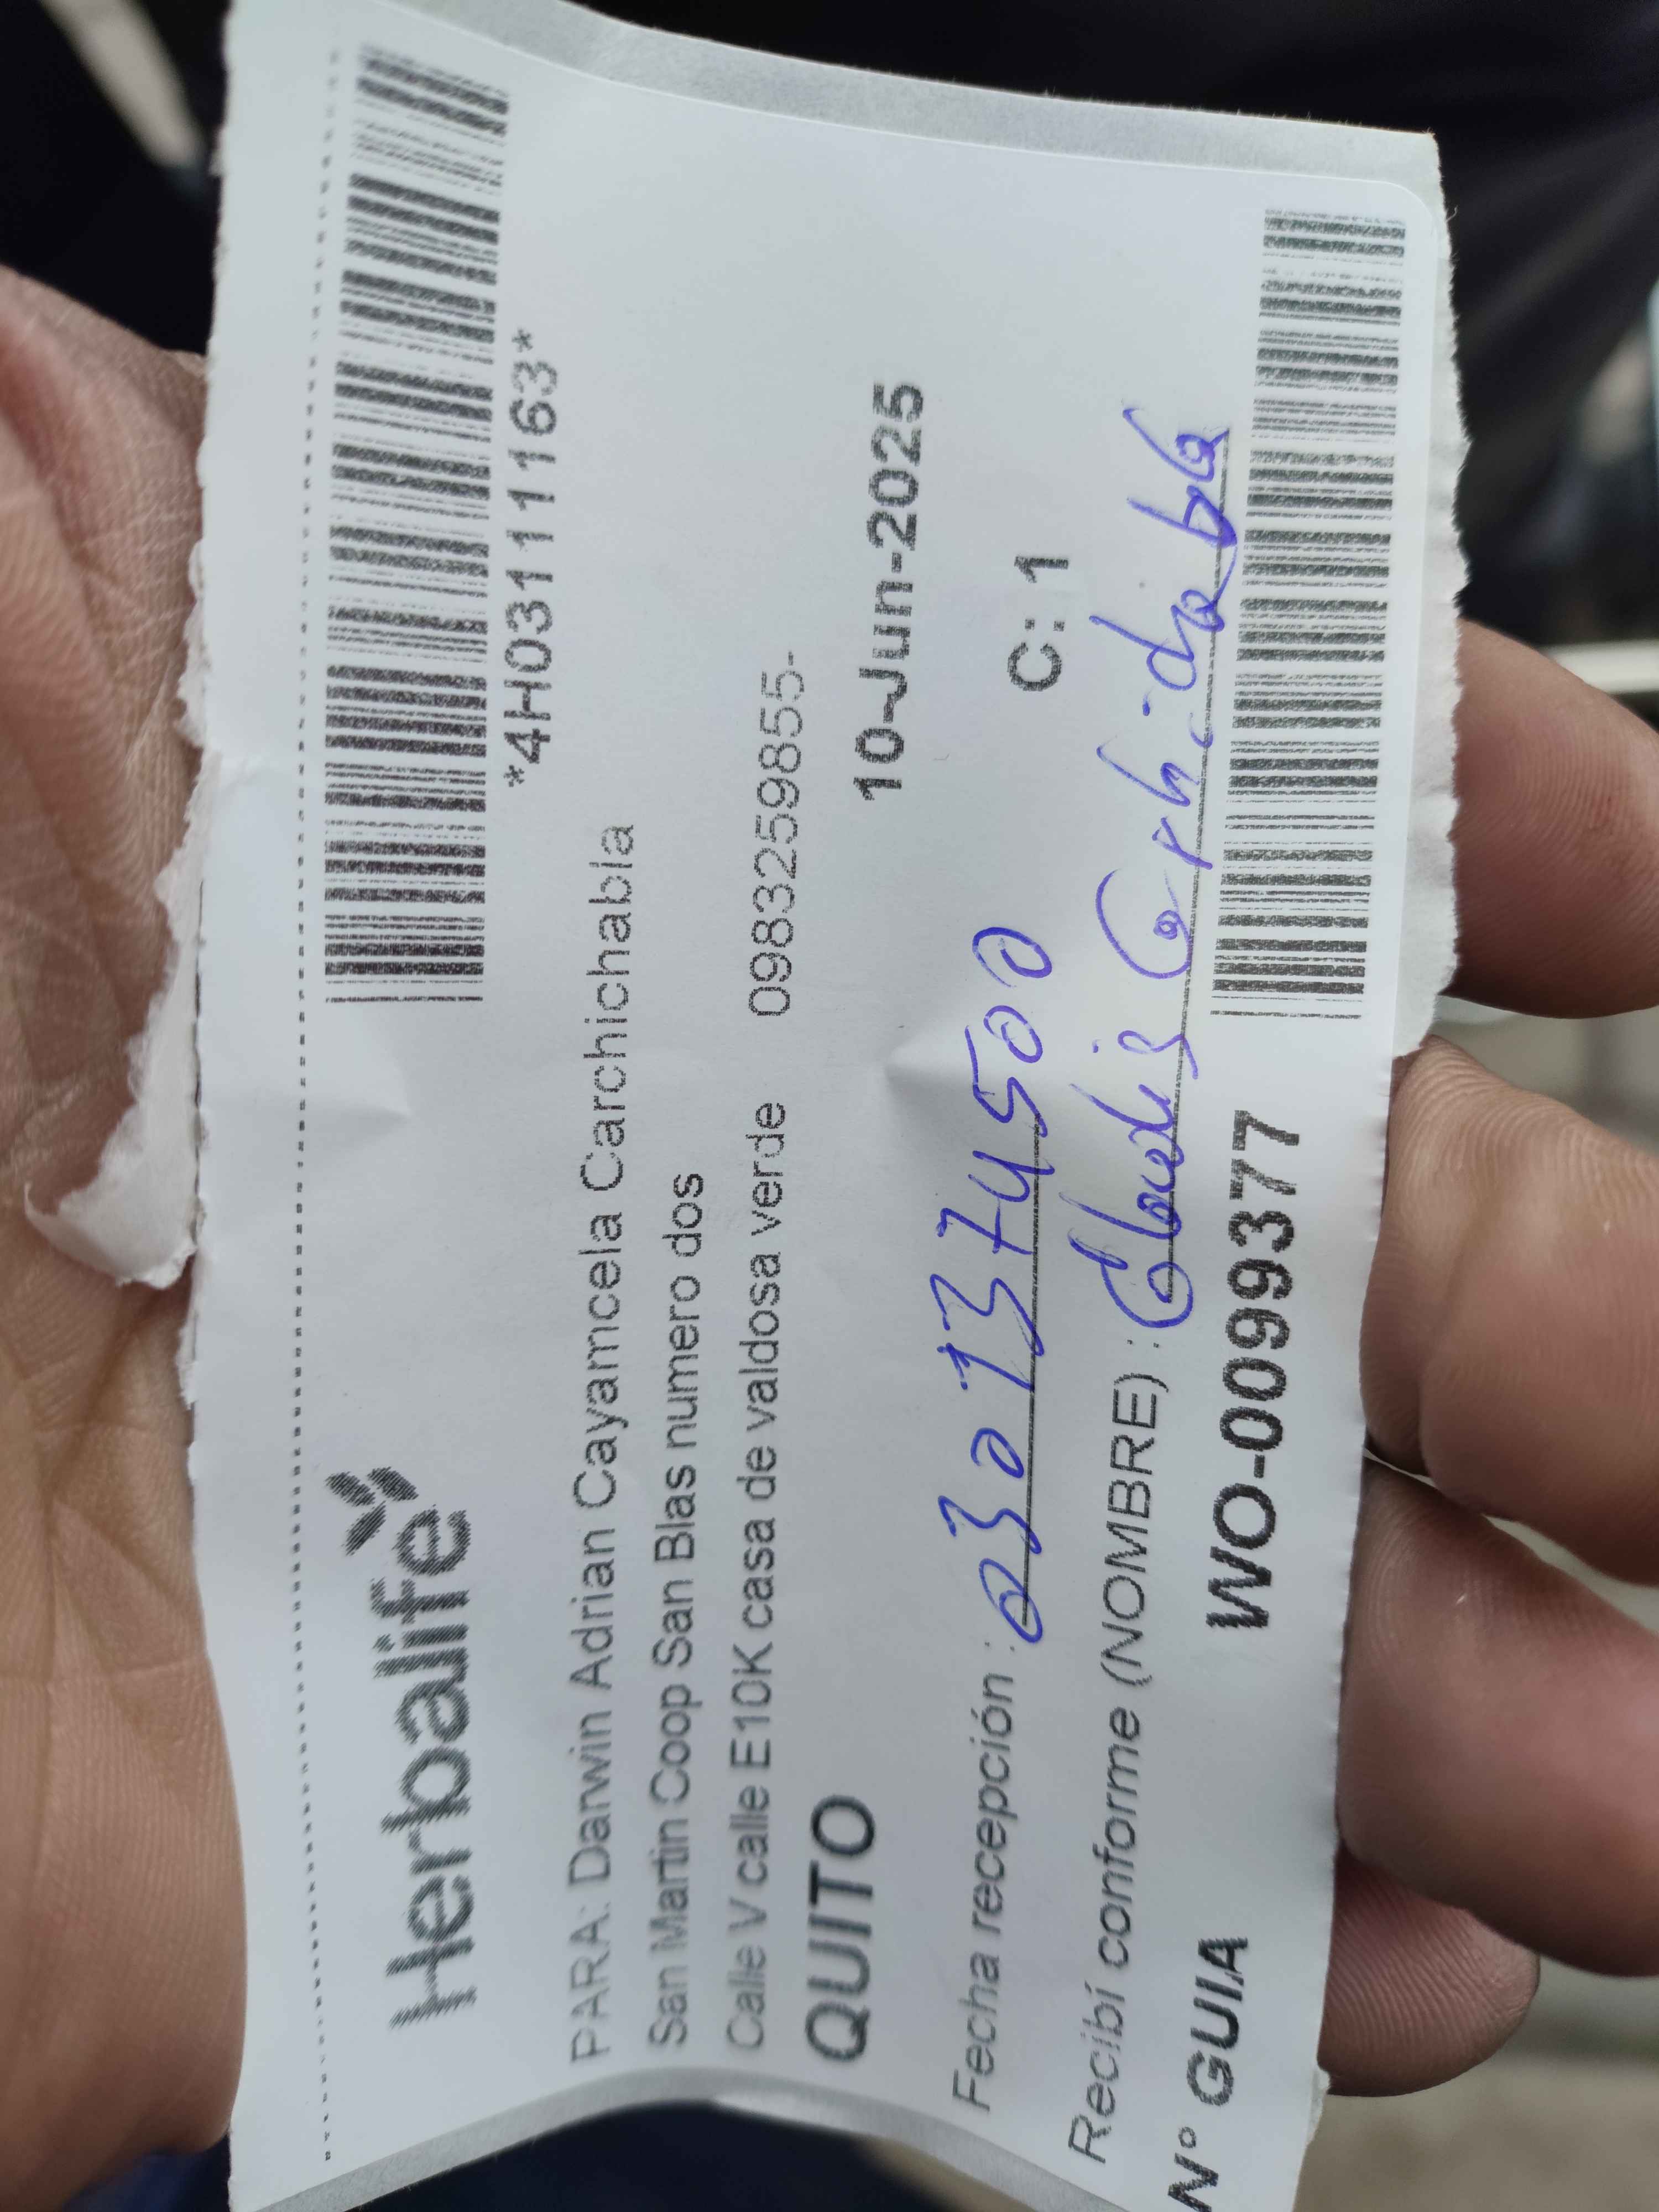 Herbalife
*4H03111163*
PARA: Darwin Adrian Cayamcela Carchichabla
San Martin Coop San Blas numero dos
Calle V calle E10K casa de valdosa verde 0983259855-
QUITO 10-Jun-2025
Fecha recepción : 0301374500 C: 1
Recibí conforme (NOMBRE) :
N° GUIA WO-0099377